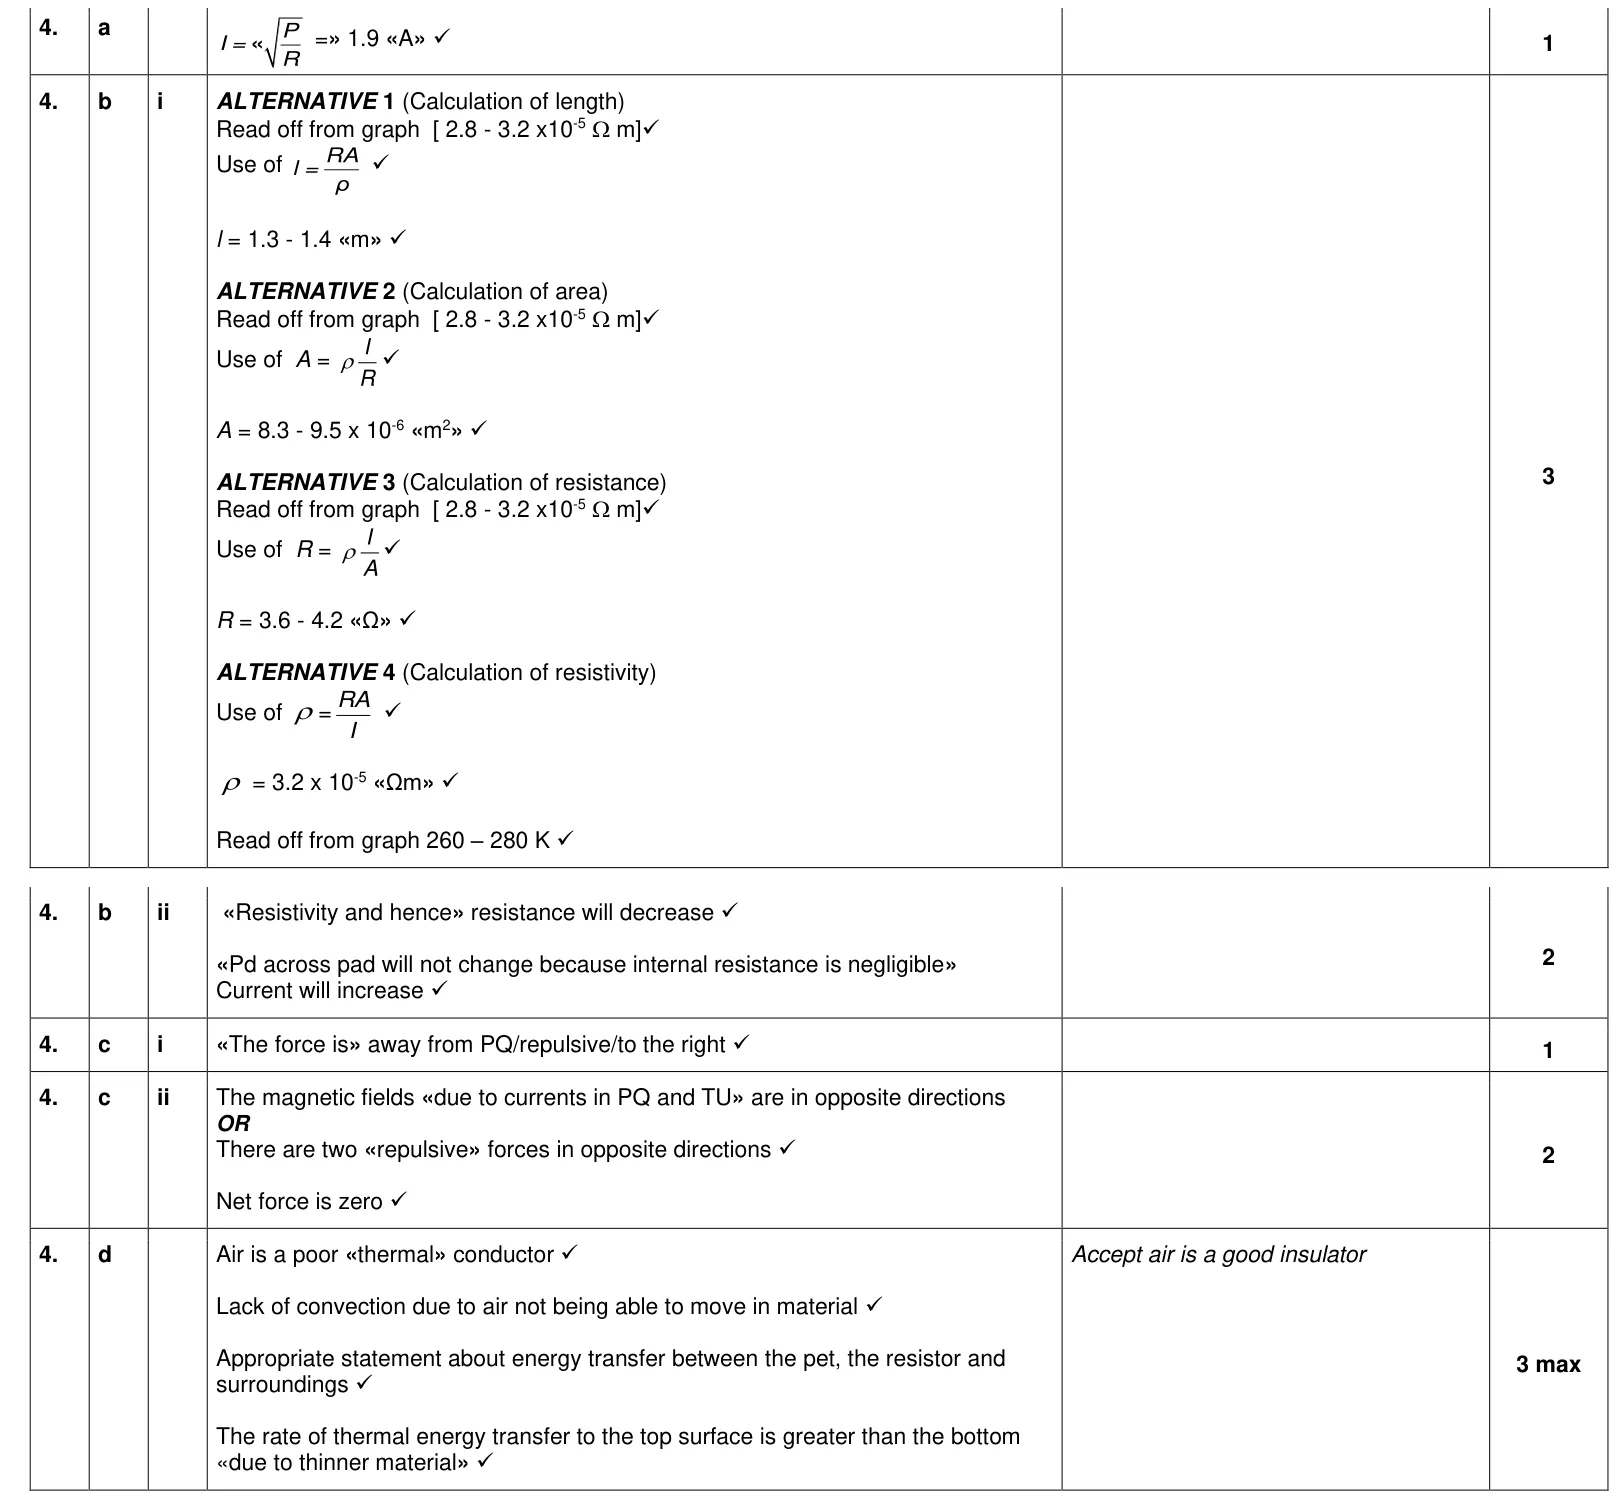 4. a I = «√P/R =» 1.9 «A» ✓ 1
4. b i ALTERNATIVE 1 (Calculation of length)
Read off from graph [ 2.8 - 3.2 x10-5 Ω m]✓
Use of l = RA/ρ ✓
l = 1.3 - 1.4 «m» ✓
ALTERNATIVE 2 (Calculation of area)
Read off from graph [ 2.8 - 3.2 x10-5 Ω m]✓
Use of A = ρ l/R ✓
A = 8.3 - 9.5 x 10-6 «m2» ✓
ALTERNATIVE 3 (Calculation of resistance)
3
Read off from graph [ 2.8 - 3.2 x10-5 Ω m]✓
Use of R = ρ l/A ✓
R = 3.6 - 4.2 «Ω» ✓
ALTERNATIVE 4 (Calculation of resistivity)
Use of ρ = RA/l ✓
ρ = 3.2 x 10-5 «Ωm» ✓
Read off from graph 260 – 280 K ✓
4. b ii «Resistivity and hence» resistance will decrease ✓
2
«Pd across pad will not change because internal resistance is negligible»
Current will increase ✓
4. c i «The force is» away from PQ/repulsive/to the right ✓ 1
4. c ii The magnetic fields «due to currents in PQ and TU» are in opposite directions
OR
There are two «repulsive» forces in opposite directions ✓
2
Net force is zero ✓
4. d Air is a poor «thermal» conductor ✓ Accept air is a good insulator
Lack of convection due to air not being able to move in material ✓
Appropriate statement about energy transfer between the pet, the resistor and
surroundings ✓
3 max
The rate of thermal energy transfer to the top surface is greater than the bottom
«due to thinner material» ✓